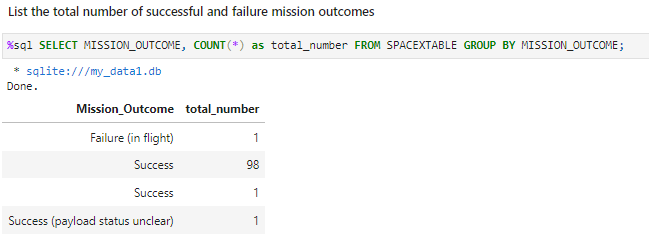 List the total number of successful and failure mission outcomes
%sql SELECT MISSION_OUTCOME, COUNT(*) as total_number FROM SPACEXTABLE GROUP BY MISSION_OUTCOME;
* sqlite:///my_data1.db
Done.
Mission_Outcome total_number
Failure (in flight) 1
Success 98
Success 1
Success (payload status unclear) 1